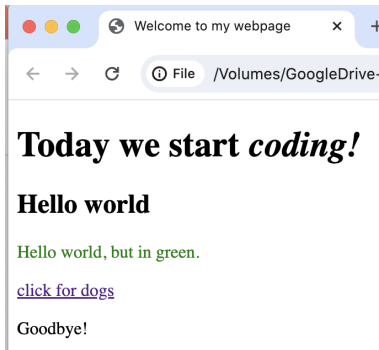 Welcome to my webpage
File /Volumes/GoogleDrive-
Today we start coding!
Hello world
Hello world, but in green.
click for dogs
Goodbye!